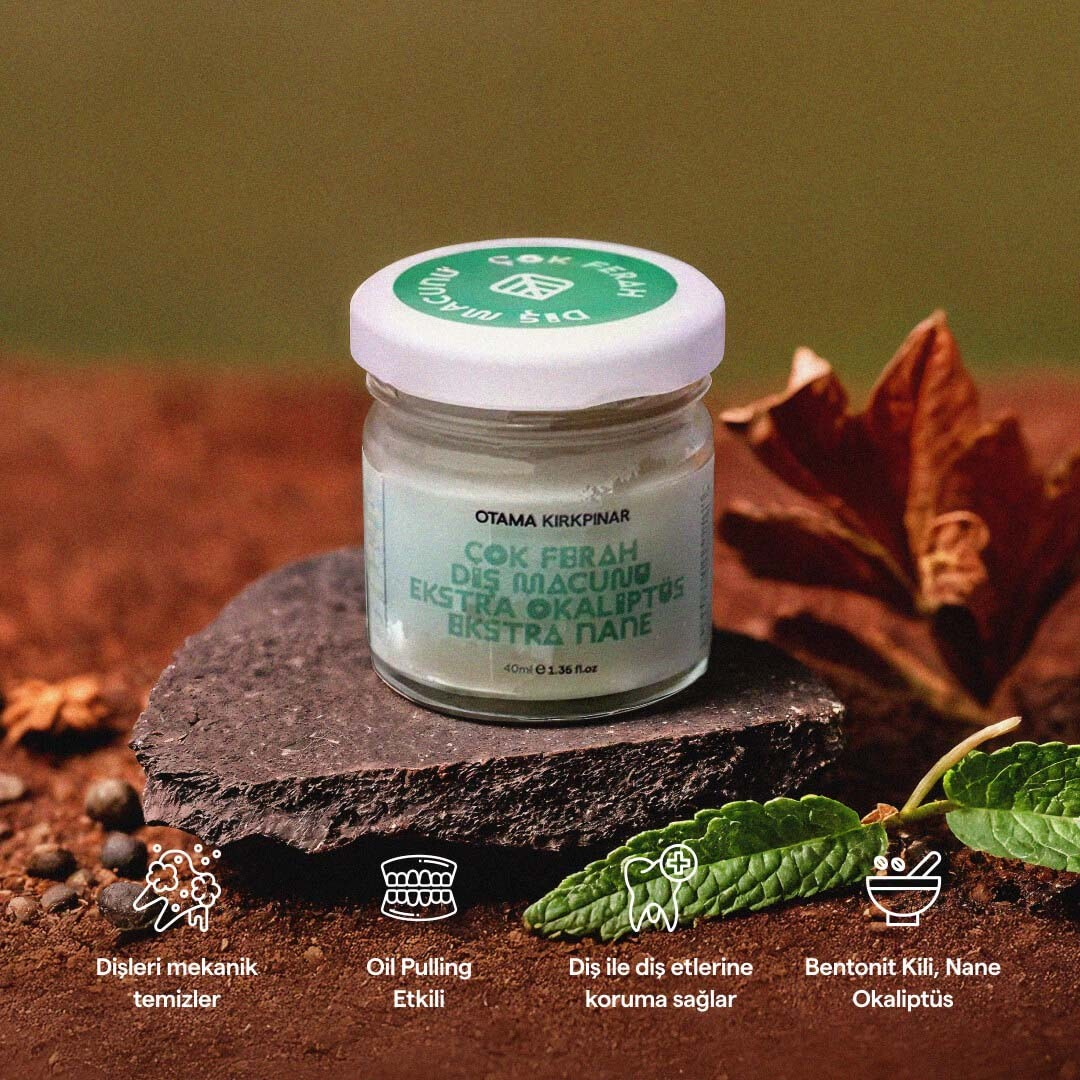 ÇOK FERAH
DİŞ MACUNU
OTAMA KIRKPINAR
ÇOK FERAH
DİŞ MACUNU
EKSTRA OKALİPTÜS
EKSTRA NANE
40ml ℮ 1.35 fl.oz
Dişleri mekanik
temizler
Oil Pulling
Etkili
Diş ile diş etlerine
koruma sağlar
Bentonit Kili, Nane
Okaliptüs